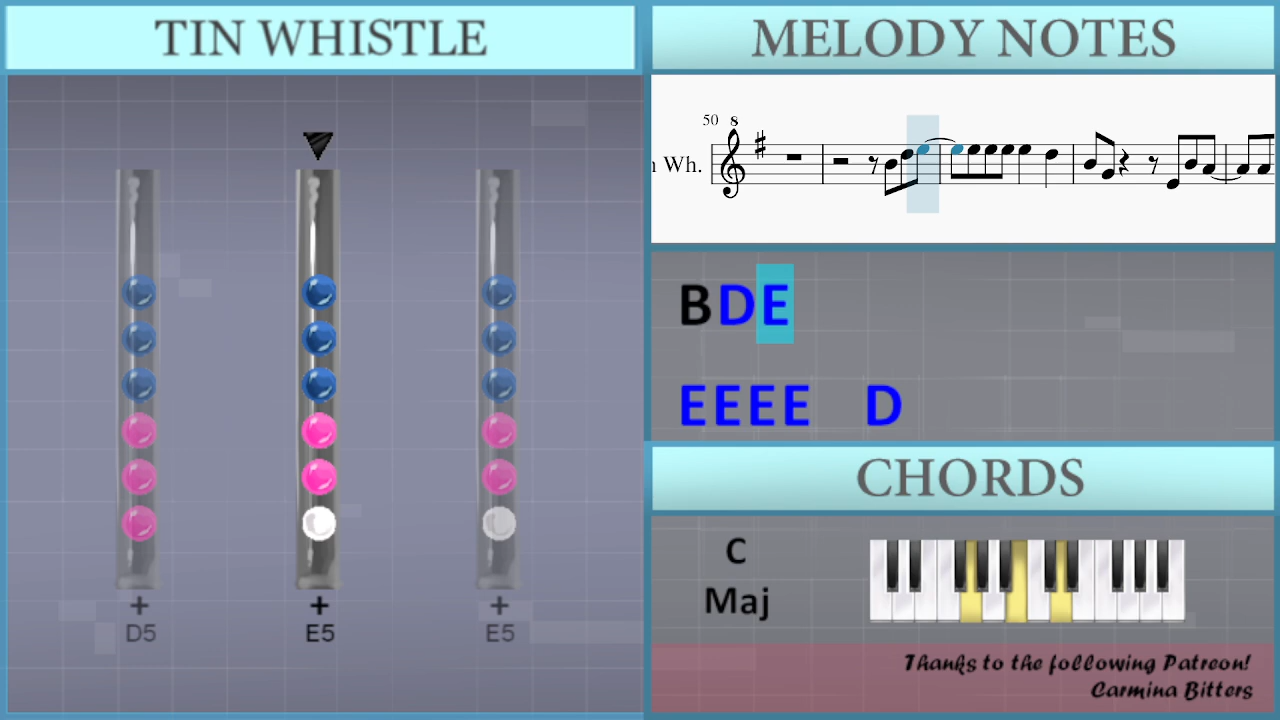 TIN WHISTLE
+ + +
D5 E5 E5
MELODY NOTES
50 8
Wh.
BDE
EEEE D
CHORDS
C
Maj
Thanks to the following Patreon!
Carmina Bitters